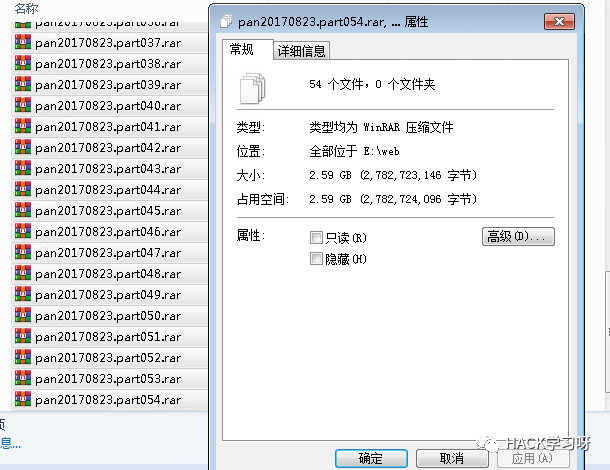 名称
pan20170823.part036.rar
pan20170823.part037.rar
pan20170823.part038.rar
pan20170823.part039.rar
pan20170823.part040.rar
pan20170823.part041.rar
pan20170823.part042.rar
pan20170823.part043.rar
pan20170823.part044.rar
pan20170823.part045.rar
pan20170823.part046.rar
pan20170823.part047.rar
pan20170823.part048.rar
pan20170823.part049.rar
pan20170823.part050.rar
pan20170823.part051.rar
pan20170823.part052.rar
pan20170823.part053.rar
pan20170823.part054.rar
息...
pan20170823.part054.rar, ... 属性
常规 详细信息
54 个文件，0 个文件夹
类型: 类型均为 WinRAR 压缩文件
位置: 全部位于 E:\web
大小: 2.59 GB (2,782,723,146 字节)
占用空间: 2.59 GB (2,782,724,096 字节)
属性: 只读(R) 高级(D)...
隐藏(H)
确定 取消 应用(A)
HACK学习呀